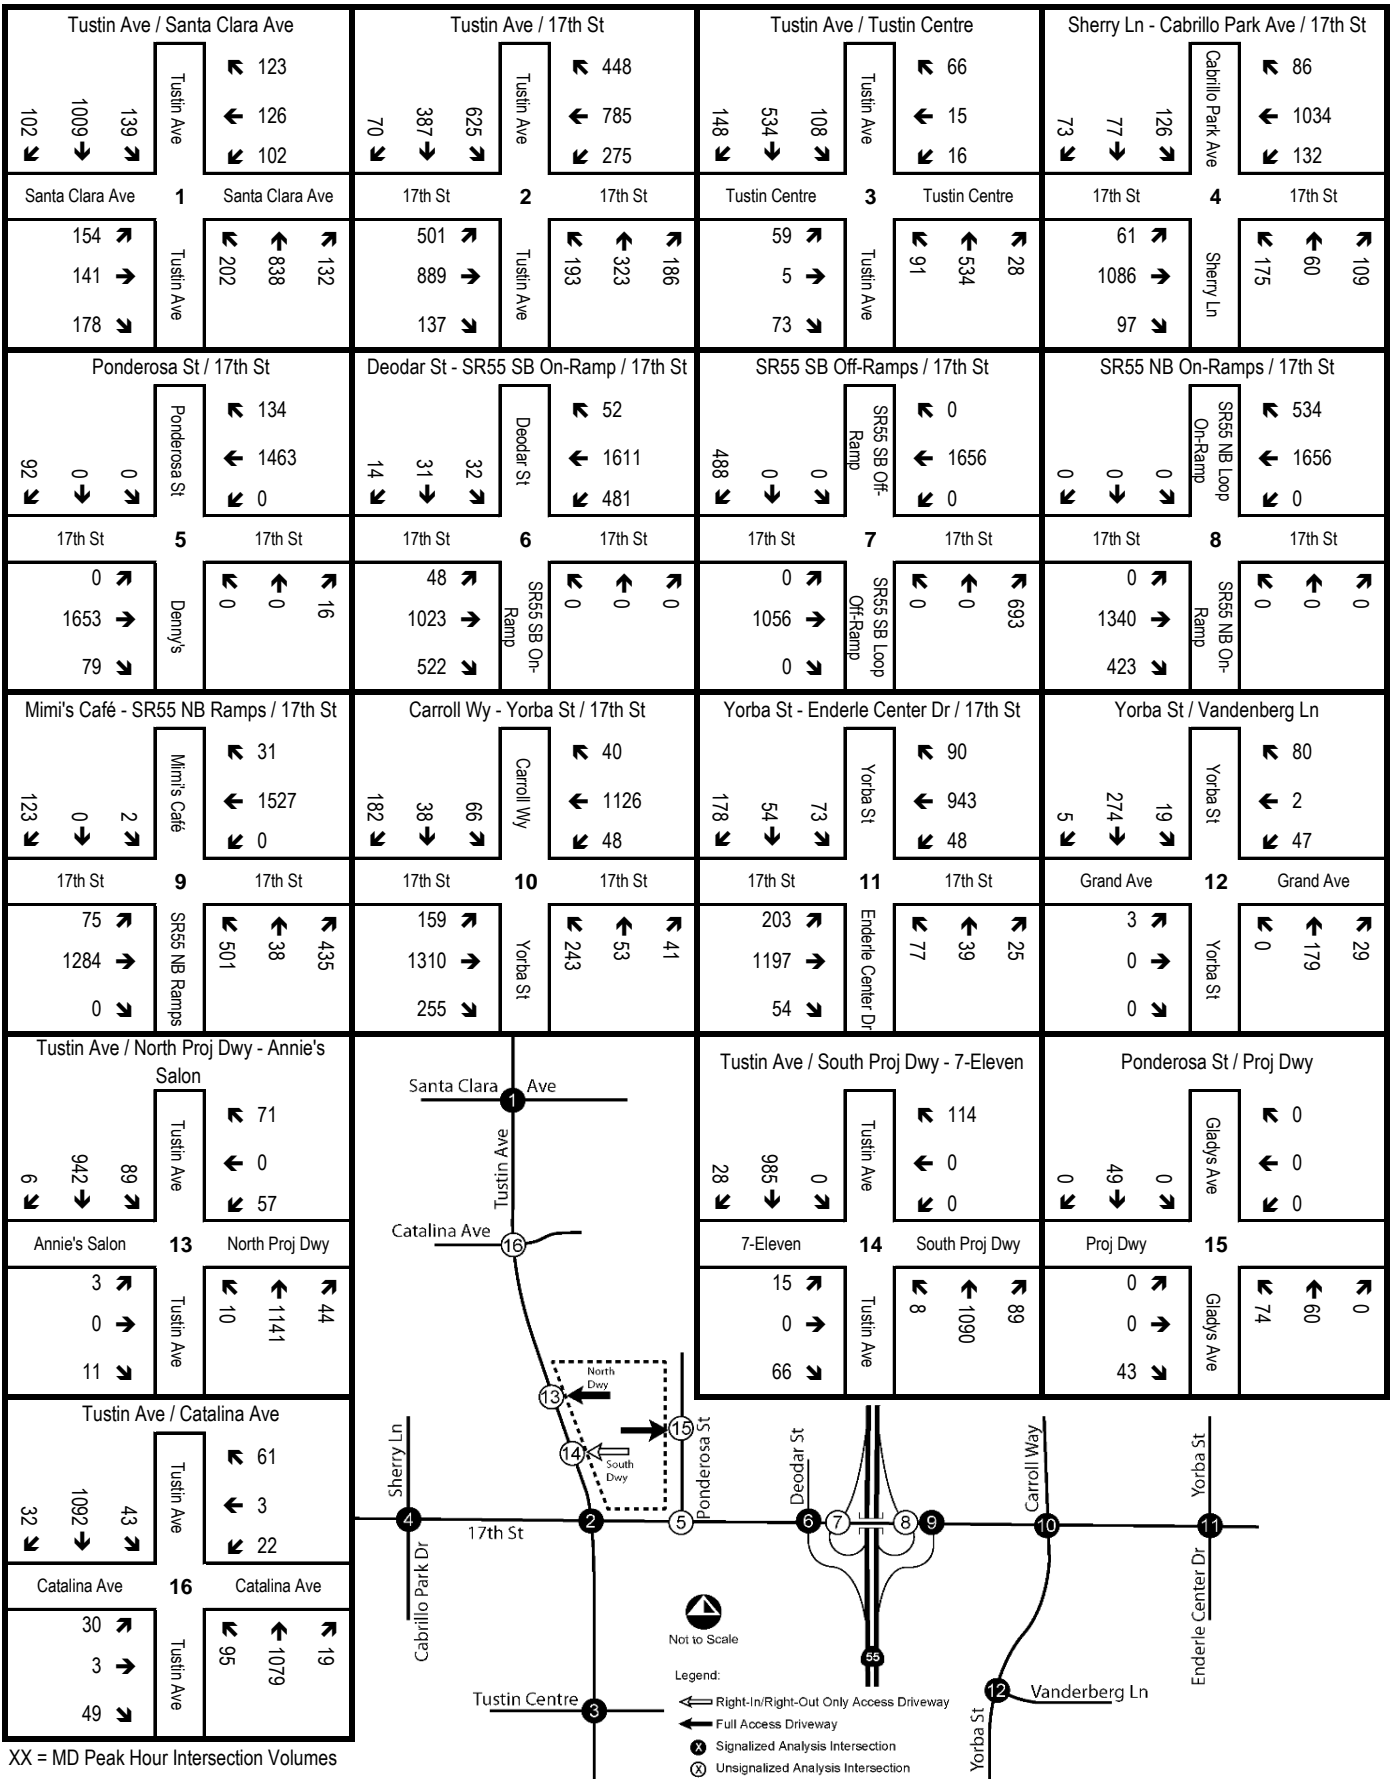 Tustin Ave / Santa Clara Ave
123
126
102
102
1009
139
Tustin Ave
Santa Clara Ave
1
Santa Clara Ave
154
141
178
Tustin Ave
202
838
132
Tustin Ave / 17th St
448
785
275
70
387
625
Tustin Ave
17th St
2
17th St
501
889
137
Tustin Ave
193
323
186
Tustin Ave / Tustin Centre
66
15
16
148
534
108
Tustin Ave
Tustin Centre
3
Tustin Centre
59
5
73
Tustin Ave
91
534
28
Sherry Ln - Cabrillo Park Ave / 17th St
86
1034
132
73
77
126
Cabrillo Park Ave
17th St
4
17th St
61
1086
97
Sherry Ln
175
60
109
Ponderosa St / 17th St
134
1463
0
92
0
0
Ponderosa St
17th St
5
17th St
0
1653
79
Denny's
0
0
16
Deodar St - SR55 SB On-Ramp / 17th St
52
1611
481
14
31
32
Deodar St
17th St
6
17th St
48
1023
522
SR55 SB On-
Ramp
0
0
0
SR55 SB Off-Ramps / 17th St
0
1656
0
488
0
0
SR55 SB Off-
Ramp
17th St
7
17th St
0
1056
0
SR55 SB Loop
Off-Ramp
0
0
693
SR55 NB On-Ramps / 17th St
534
1656
0
0
0
0
SR55 NB Loop
On-Ramp
17th St
8
17th St
0
1340
423
SR55 NB On-
Ramp
0
0
0
Mimi's Café - SR55 NB Ramps / 17th St
31
1527
0
123
0
2
Mimi's Café
17th St
9
17th St
75
1284
0
SR55 NB Ramps
501
38
435
Carroll Wy - Yorba St / 17th St
40
1126
48
182
38
66
Carroll Wy
17th St
10
17th St
159
1310
255
Yorba St
243
53
41
Yorba St - Enderle Center Dr / 17th St
90
943
48
178
54
73
Yorba St
17th St
11
17th St
203
1197
54
Enderle Center Dr
77
39
25
Yorba St / Vandenberg Ln
80
2
47
5
274
19
Yorba St
Grand Ave
12
Grand Ave
3
0
0
Yorba St
0
179
29
Tustin Ave / North Proj Dwy - Annie's
Salon
71
0
57
6
942
89
Tustin Ave
Annie's Salon
13
North Proj Dwy
3
0
11
Tustin Ave
10
1141
44
Tustin Ave / South Proj Dwy - 7-Eleven
114
0
0
28
985
0
Tustin Ave
7-Eleven
14
South Proj Dwy
15
0
66
Tustin Ave
8
1090
89
Ponderosa St / Proj Dwy
0
0
0
0
49
0
Gladys Ave
Proj Dwy
15
0
0
43
Gladys Ave
74
60
0
Tustin Ave / Catalina Ave
61
3
22
32
1092
43
Tustin Ave
Catalina Ave
16
Catalina Ave
30
3
49
Tustin Ave
95
1079
19
Santa Clara Ave
1
Tustin Ave
Catalina Ave
16
North
Dwy
13
15
14
South
Dwy
Ponderosa St
Sherry Ln
4
17th St
2
5
Deodar St
6
7
8
9
Carroll Way
10
Yorba St
11
Cabrillo Park Dr
Enderle Center Dr
55
Tustin Centre
3
12
Vanderberg Ln
Yorba St
Not to Scale
Legend:
Right-In/Right-Out Only Access Driveway
Full Access Driveway
X Signalized Analysis Intersection
X Unsignalized Analysis Intersection
XX = MD Peak Hour Intersection Volumes